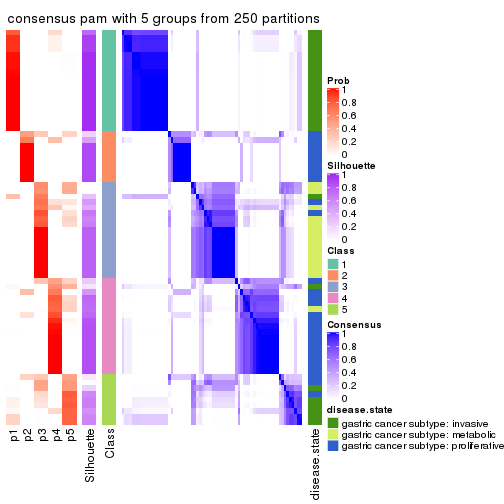 consensus pam with 5 groups from 250 partitions
Prob
1
0.8
0.6
0.4
0.2
0
Silhouette
1
0.8
0.6
0.4
0.2
0
Class
1
2
3
4
5
Consensus
1
0.8
0.6
0.4
0.2
0
disease.state
gastric cancer subtype: invasive
gastric cancer subtype: metabolic
gastric cancer subtype: proliferative
p1
p2
p3
p4
p5
Silhouette
Class
disease.state